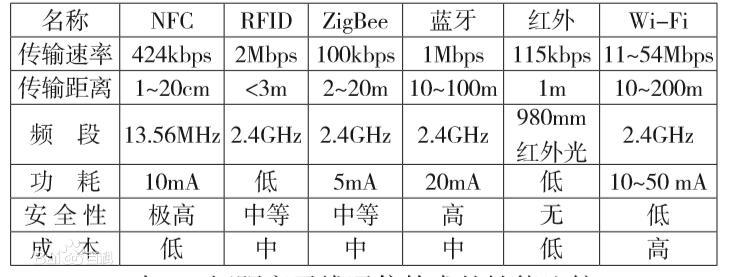 名称 NFC RFID ZigBee 蓝牙 红外 Wi-Fi
传输速率 424kbps 2Mbps 100kbps 1Mbps 115kbps 11~54Mbps
传输距离 1~20cm <3m 2~20m 10~100m 1m 10~200m
频 段 13.56MHz 2.4GHz 2.4GHz 2.4GHz 980mm 红外光 2.4GHz
功 耗 10mA 低 5mA 20mA 低 10~50 mA
安全性 极高 中等 中等 高 无 低
成 本 低 中 中 中 低 高